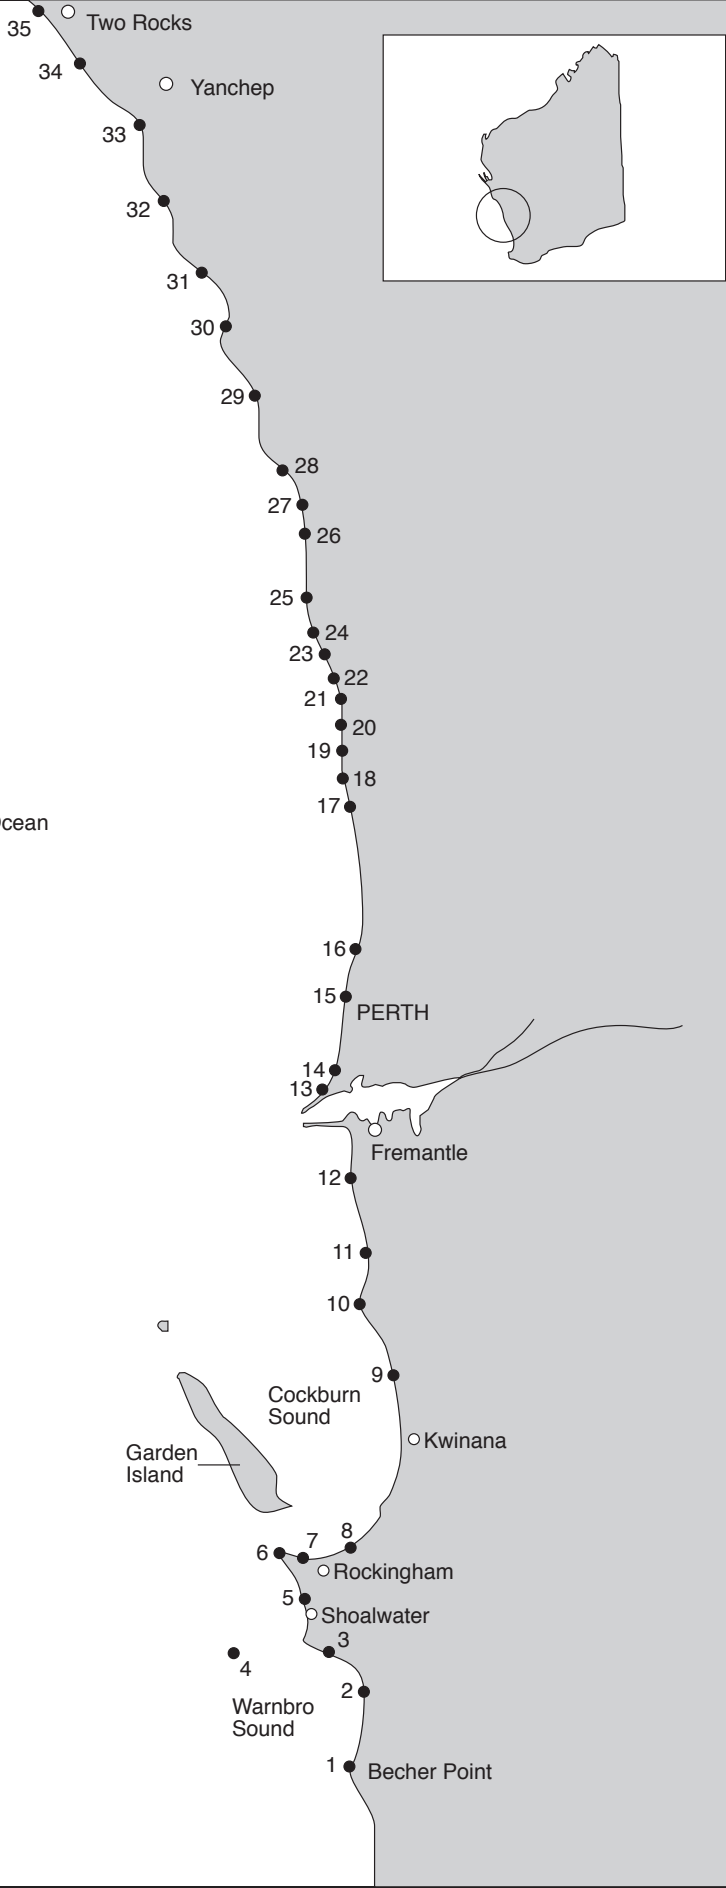 35
Two Rocks
34
Yanchep
33
32
31
30
29
28
27
26
25
24
23
22
21
20
19
18
17
cean
16
15
PERTH
14
13
Fremantle
12
11
10
9
Cockburn
Sound
Kwinana
Garden
Island
8
7
6
Rockingham
5
Shoalwater
3
4
2
Warnbro
Sound
1
Becher Point